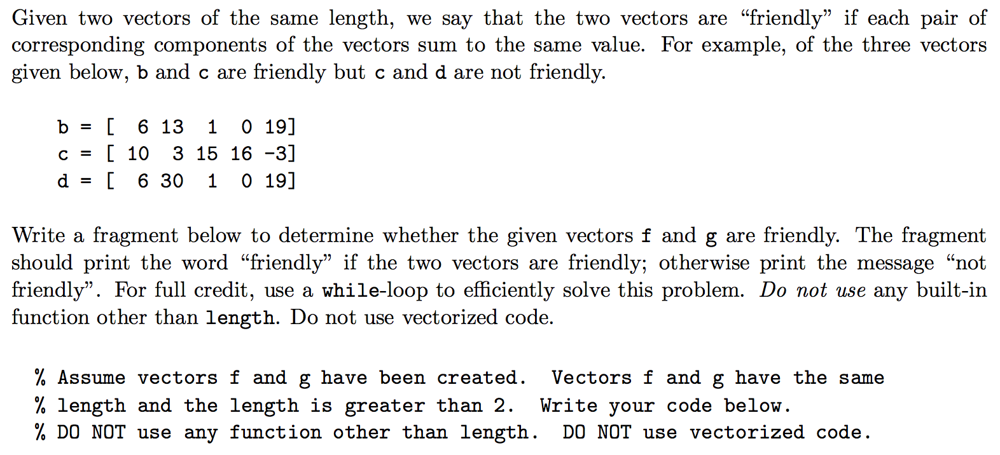 Given two vectors of the same length, we say that the two vectors are “friendly” if each pair of
corresponding components of the vectors sum to the same value. For example, of the three vectors
given below, b and c are friendly but c and d are not friendly.
b = [ 6 13 1 0 19]
c = [ 10 3 15 16 -3]
d = [ 6 30 1 0 19]
Write a fragment below to determine whether the given vectors f and g are friendly. The fragment
should print the word “friendly” if the two vectors are friendly; otherwise print the message “not
friendly”. For full credit, use a while-loop to efficiently solve this problem. Do not use any built-in
function other than length. Do not use vectorized code.
% Assume vectors f and g have been created. Vectors f and g have the same
% length and the length is greater than 2. Write your code below.
% DO NOT use any function other than length. DO NOT use vectorized code.